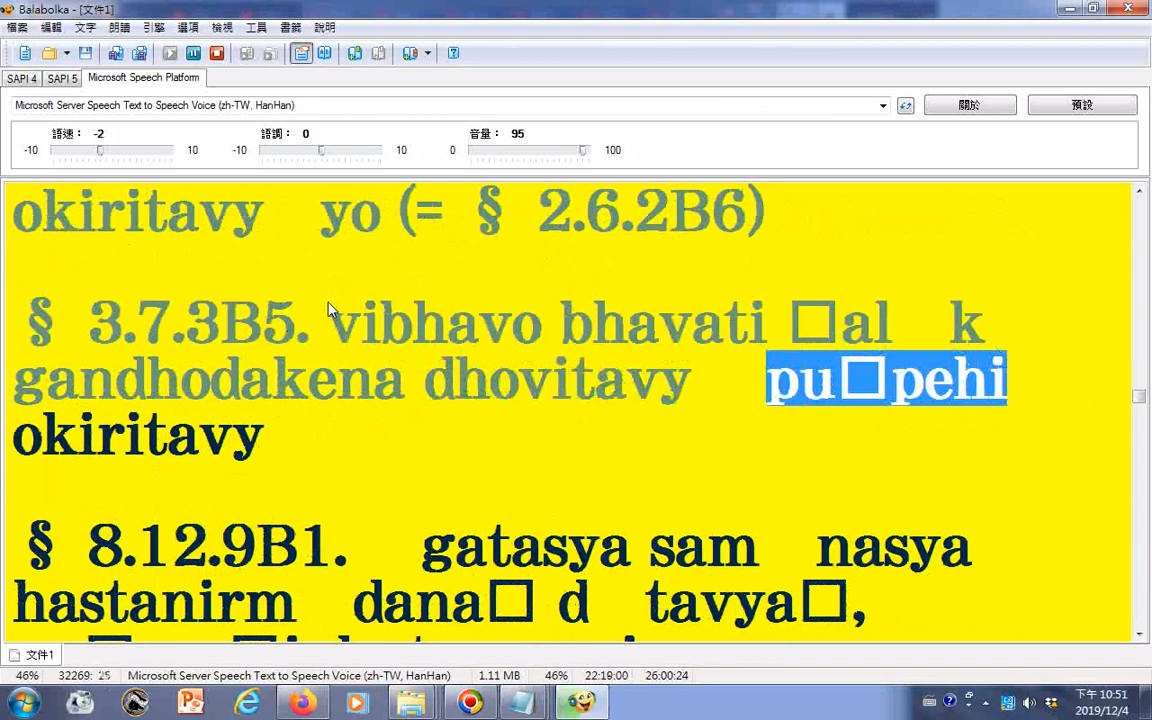 Balabolka - [文件1]
檔案 編輯 文字 朗讀 引擎 選項 檢視 工具 書籤 說明
SAPI 4 SAPI 5 Microsoft Speech Platform
Microsoft Server Speech Text to Speech Voice (zh-TW, HanHan) 關於 預設
語速： -2 語調： 0 音量： 95
-10 10 -10 10 0 100
okiritavy yo (= § 2.6.2B6)
§ 3.7.3B5. vibhavo bhavati □al k
gandhodakena dhovitavy pu□pehi
okiritavy
§ 8.12.9B1. gatasya sam nasya
hastanirm dana□ d tavya□,
文件1
46% 32269: 25 Microsoft Server Speech Text to Speech Voice (zh-TW, HanHan) 1.11 MB 46% 22:19:00 26:00:24
下午 10:51
2019/12/4